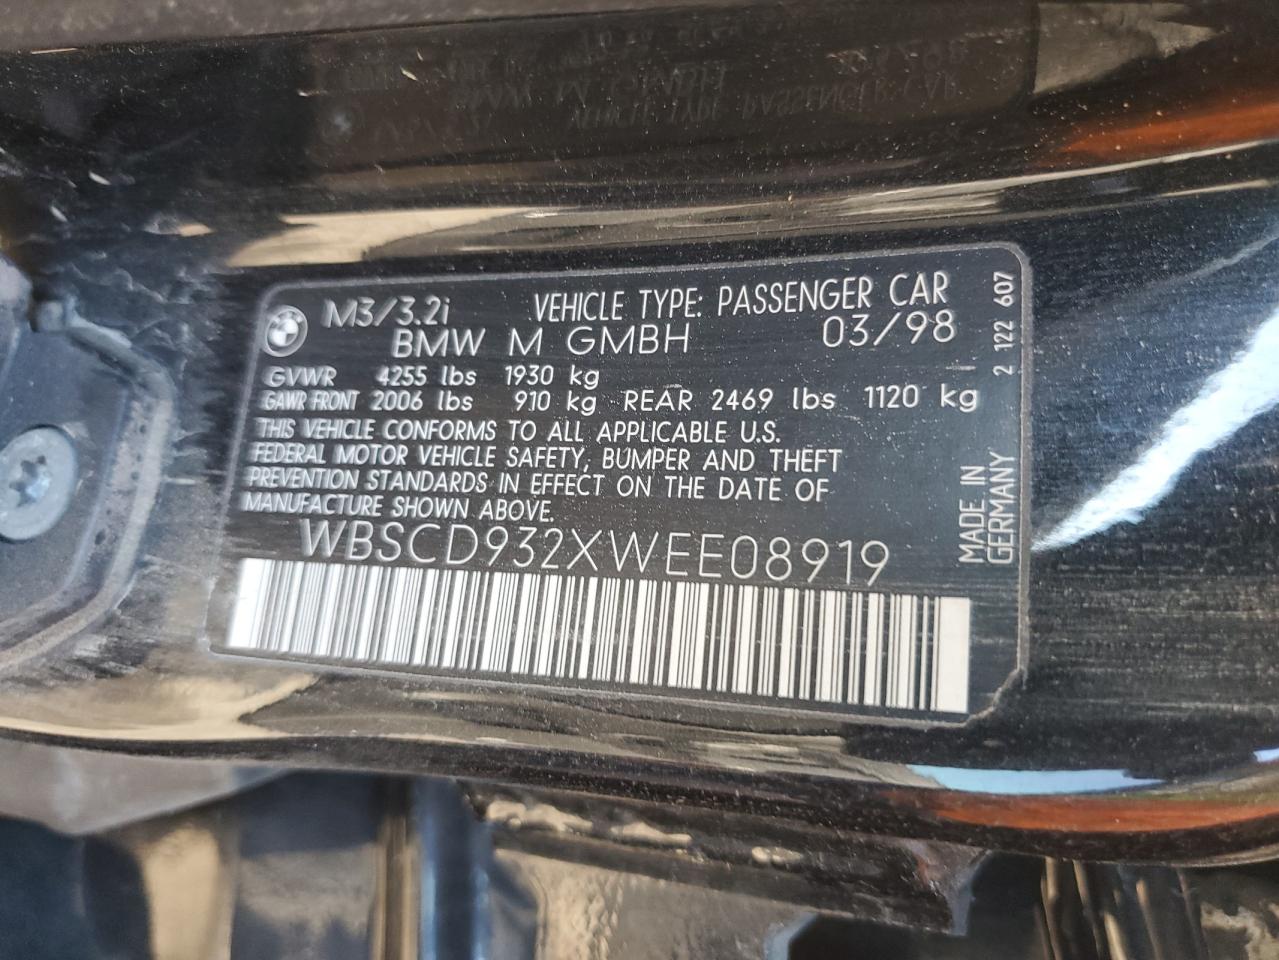 M3/3.2i VEHICLE TYPE: PASSENGER CAR
BMW M GMBH 03/98
GVWR 4255 lbs 1930 kg
GAWR FRONT 2006 lbs 910 kg REAR 2469 lbs 1120 kg
THIS VEHICLE CONFORMS TO ALL APPLICABLE U.S.
FEDERAL MOTOR VEHICLE SAFETY, BUMPER AND THEFT
PREVENTION STANDARDS IN EFFECT ON THE DATE OF
MANUFACTURE SHOWN ABOVE.
WBSCD932XWEE08919
2 122 607
MADE IN
GERMANY